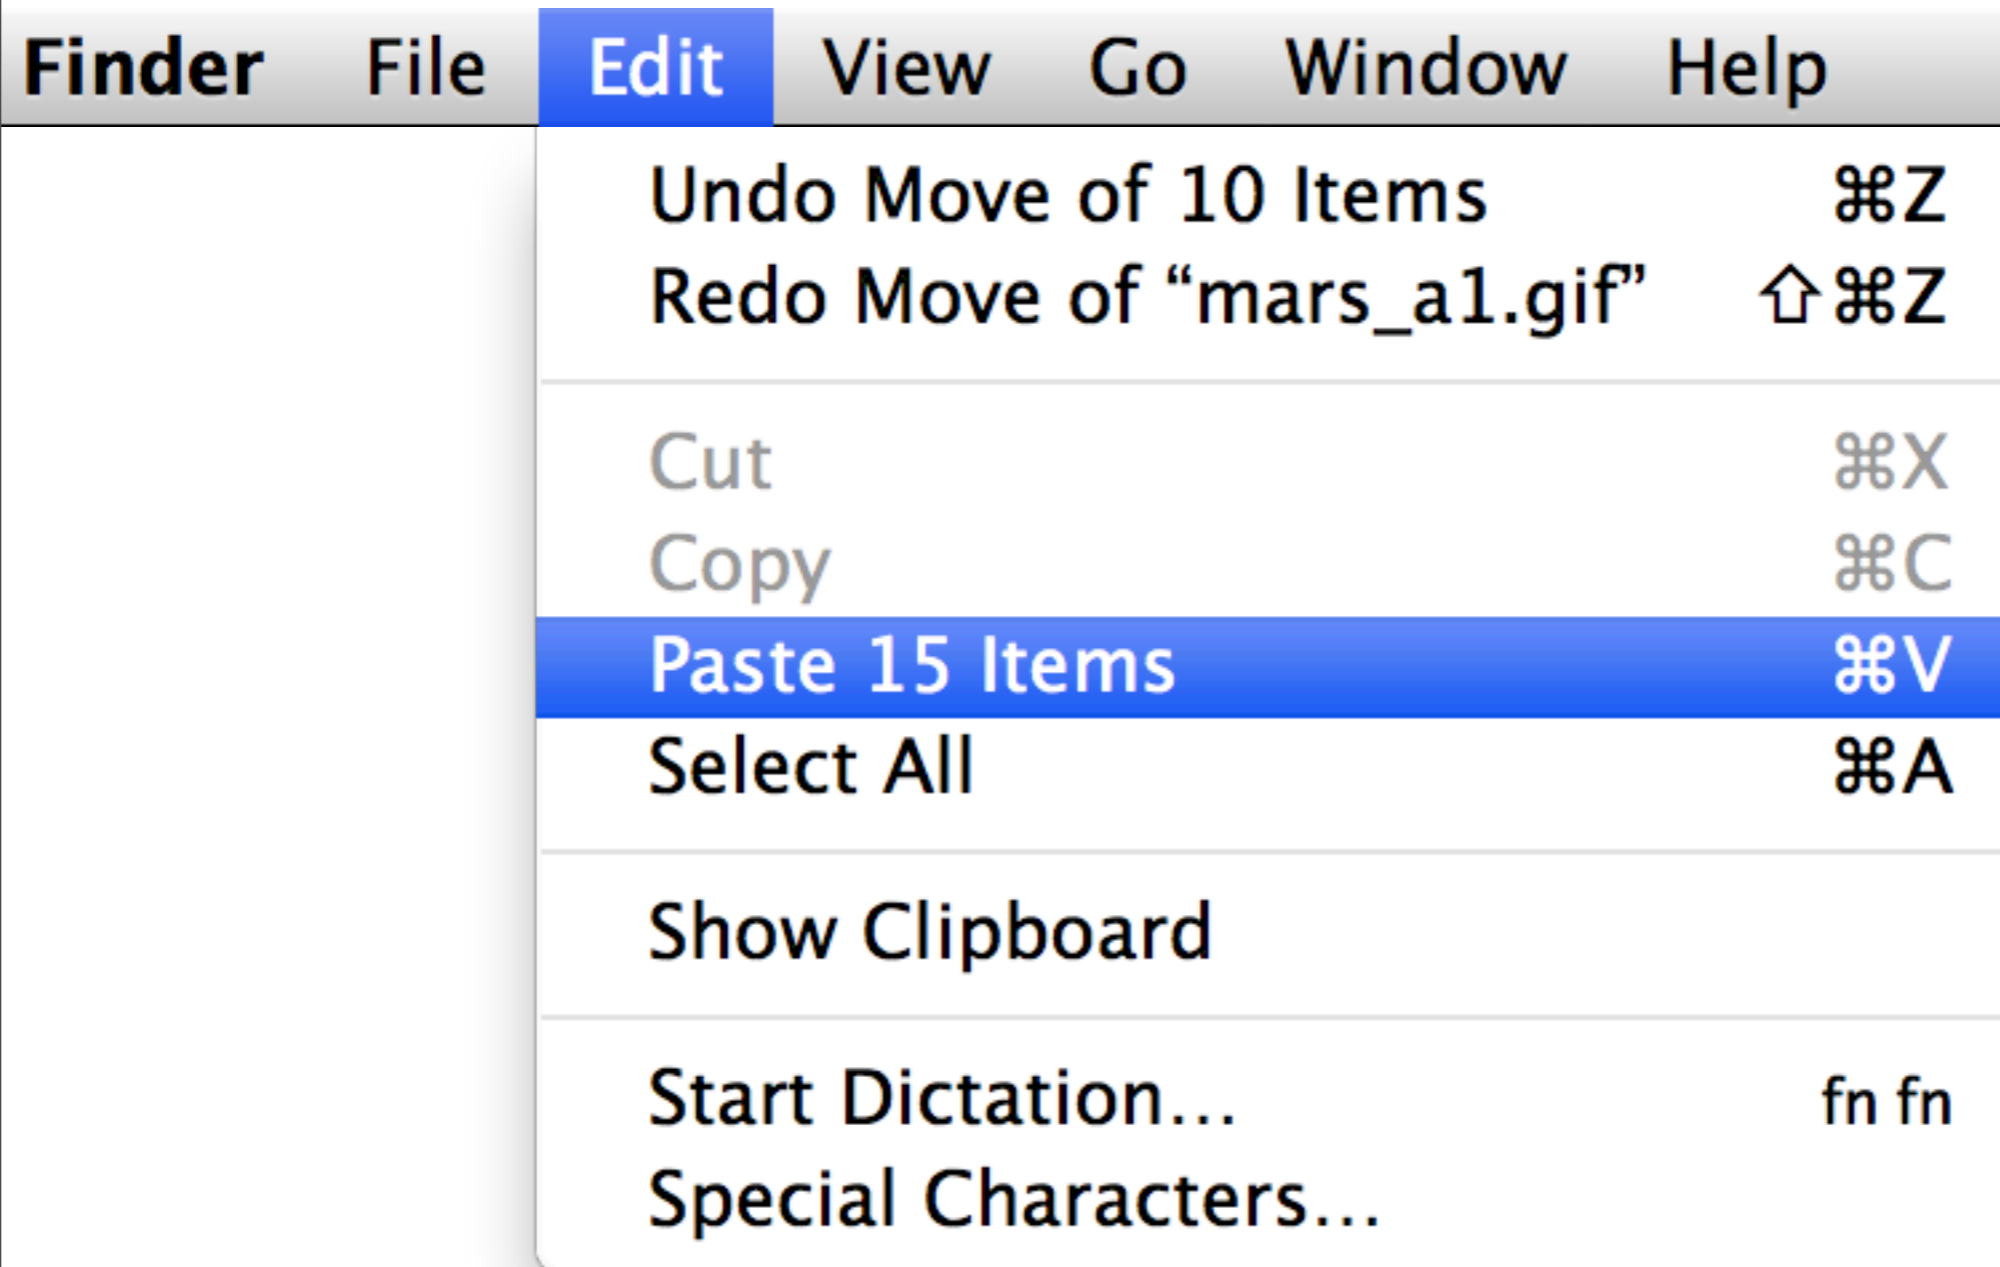 Finder File Edit View Go Window Help
Undo Move of 10 Items ⌘Z
Redo Move of “mars_a1.gif” ⇧⌘Z
Cut ⌘X
Copy ⌘C
Paste 15 Items ⌘V
Select All ⌘A
Show Clipboard
Start Dictation… fn fn
Special Characters…